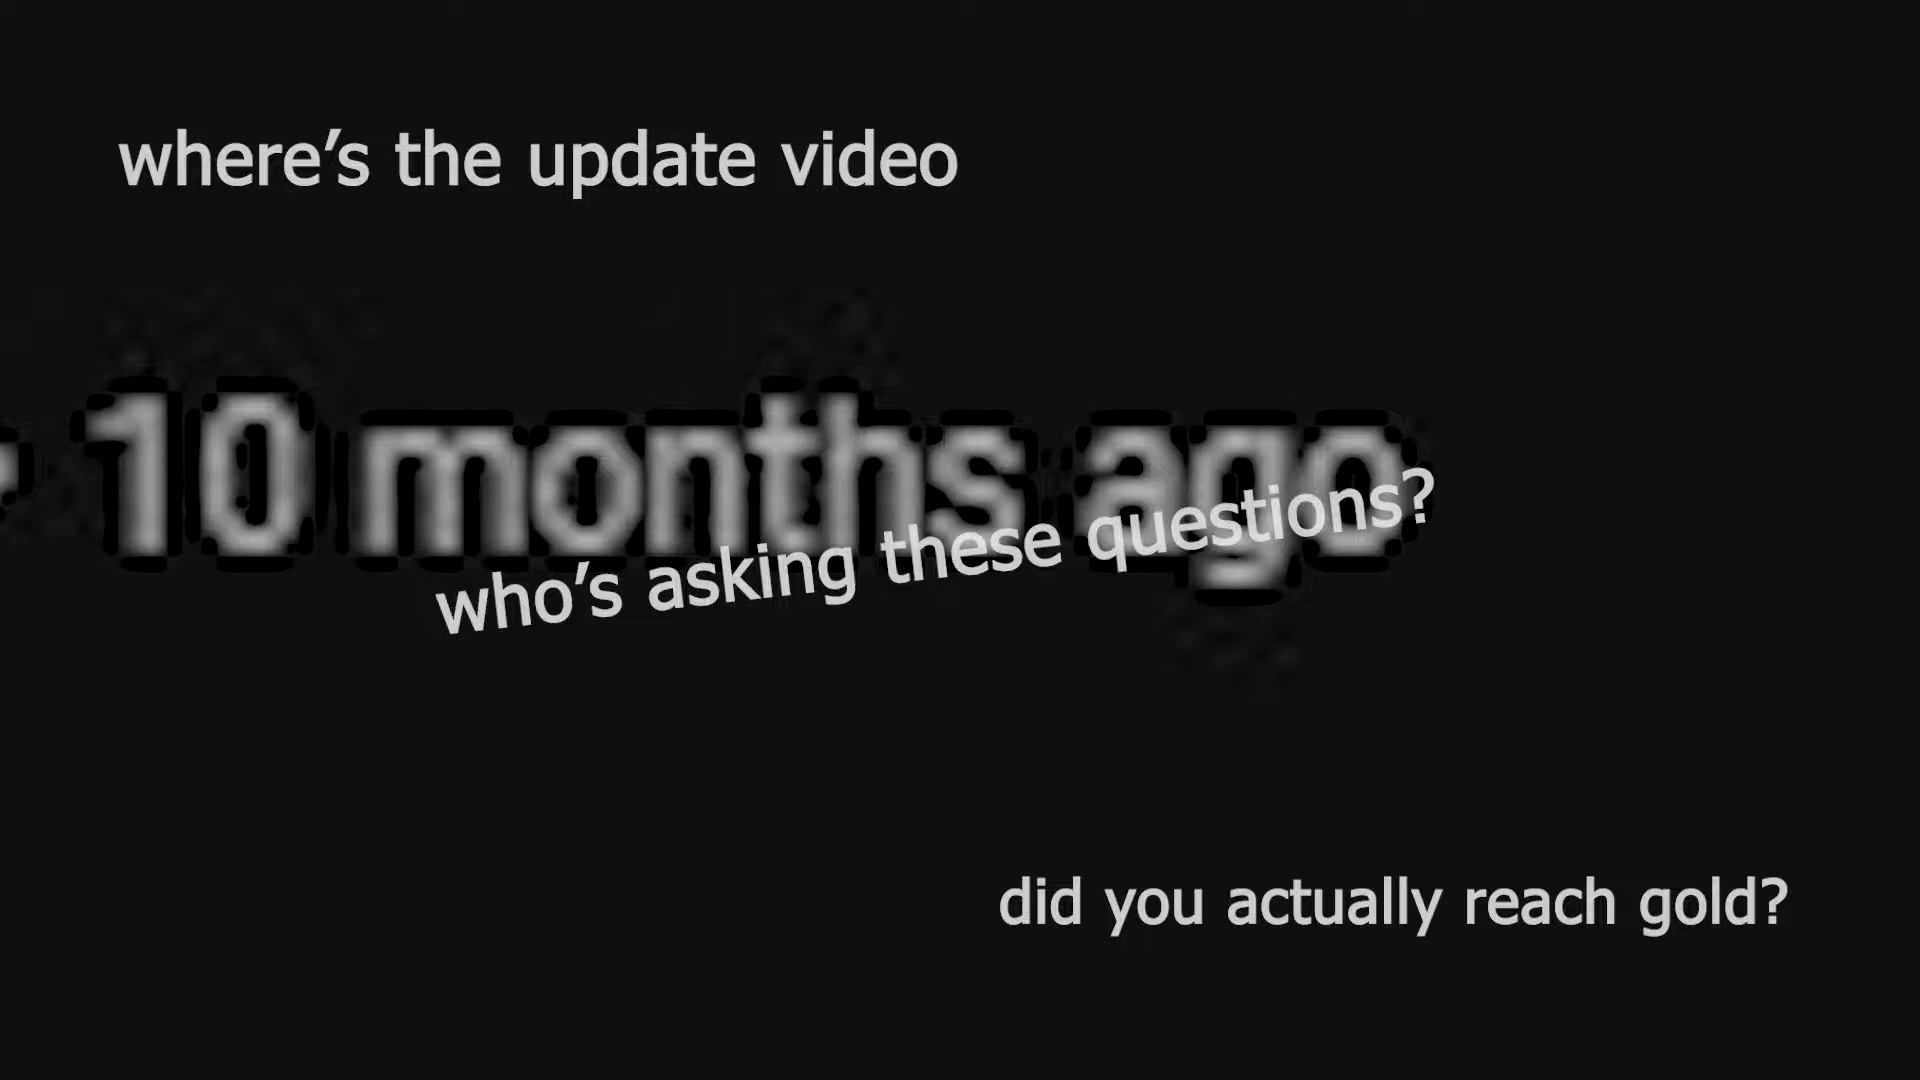 where’s the update video
10 months ago
who’s asking these questions?
did you actually reach gold?